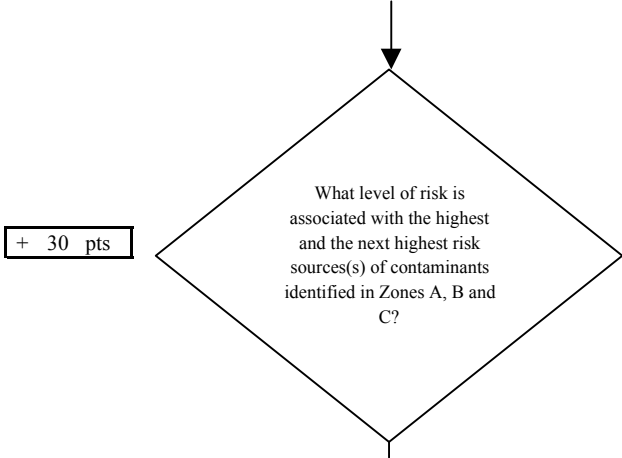 What level of risk is
associated with the highest
and the next highest risk
sources(s) of contaminants
identified in Zones A, B and
C?
+ 30 pts